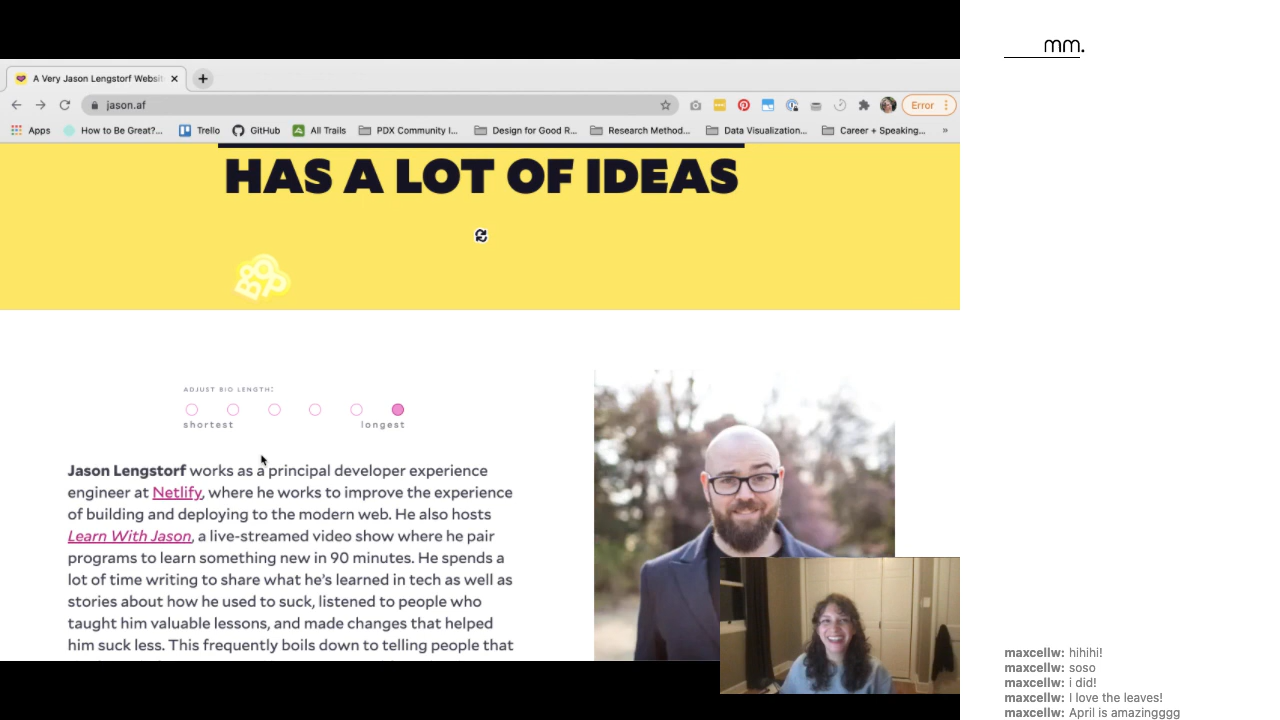 mm.
A Very Jason Lengstorf Websit
jason.af
Error
Apps
How to Be Great?...
Trello
GitHub
All Trails
PDX Community I...
Design for Good R...
Research Method...
Data Visualization...
Career + Speaking...
»
HAS A LOT OF IDEAS
ADJUST BIO LENGTH:
shortest
longest
Jason Lengstorf works as a principal developer experience
engineer at Netlify, where he works to improve the experience
of building and deploying to the modern web. He also hosts
Learn With Jason, a live-streamed video show where he pair
programs to learn something new in 90 minutes. He spends a
lot of time writing to share what he's learned in tech as well as
stories about how he used to suck, listened to people who
taught him valuable lessons, and made changes that helped
him suck less. This frequently boils down to telling people that
maxcellw: hihihi!
maxcellw: soso
maxcellw: i did!
maxcellw: I love the leaves!
maxcellw: April is amazingggg